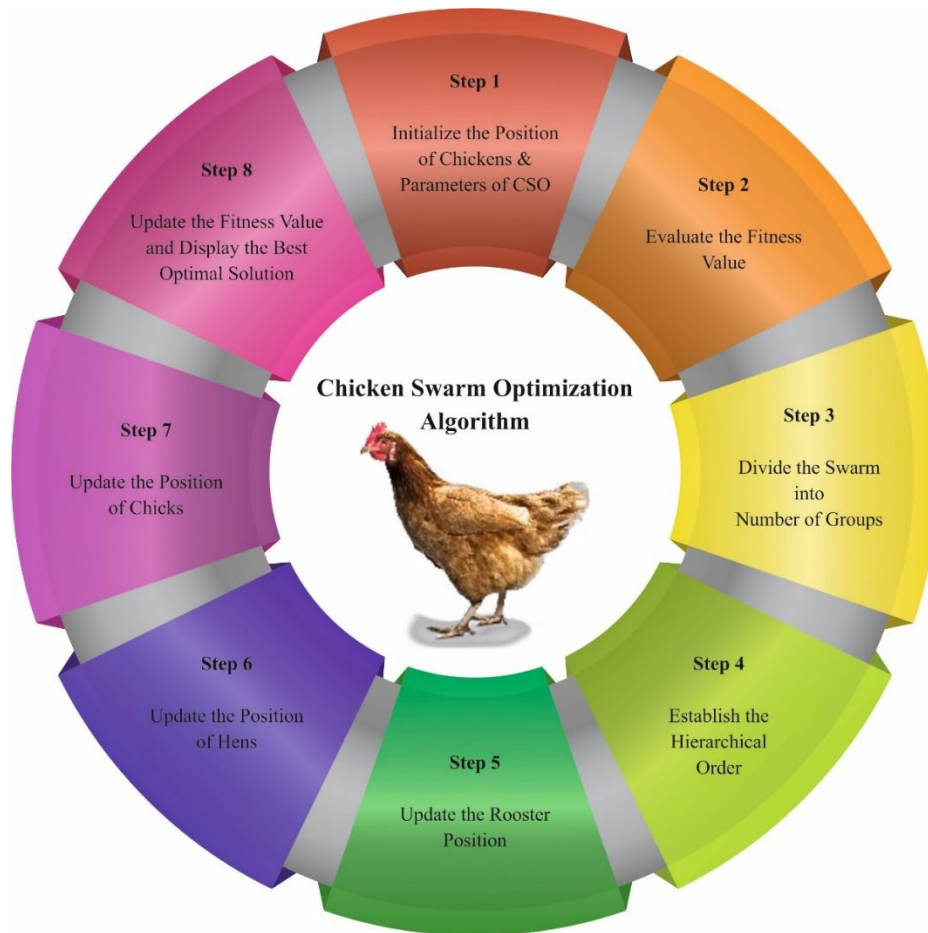 Chicken Swarm Optimization
Algorithm
Step 1
Initialize the Position
of Chickens &
Parameters of CSO
Step 2
Evaluate the Fitness
Value
Step 3
Divide the Swarm
into
Number of Groups
Step 4
Establish the
Hierarchical
Order
Step 5
Update the Rooster
Position
Step 6
Update the Position
of Hens
Step 7
Update the Position
of Chicks
Step 8
Update the Fitness Value
and Display the Best
Optimal Solution